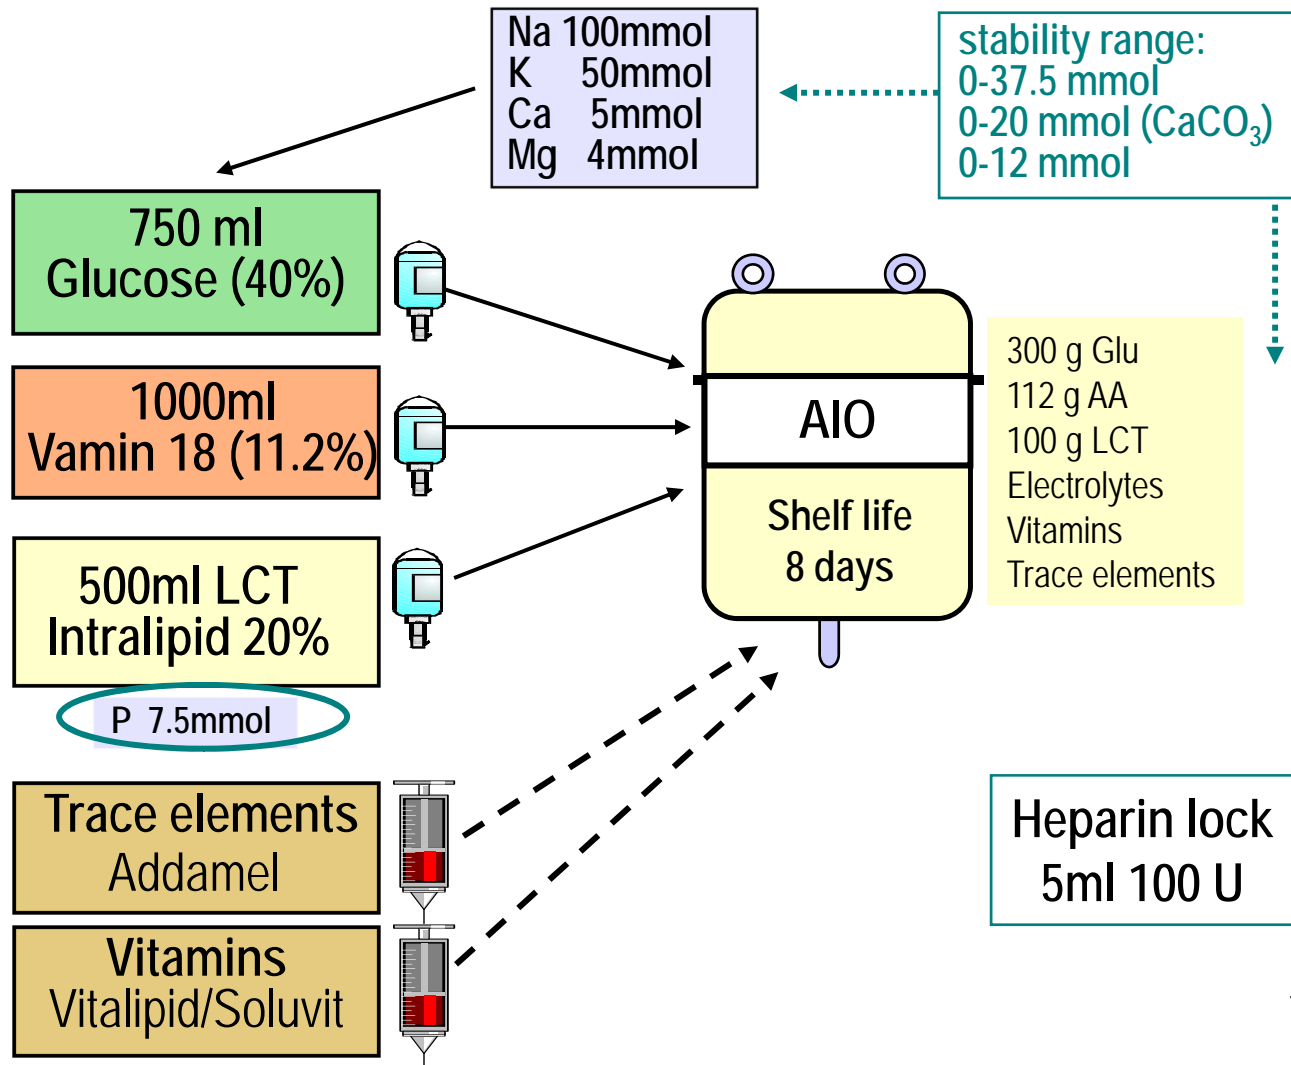 Na 100mmol
K 50mmol
Ca 5mmol
Mg 4mmol
stability range:
0-37.5 mmol
0-20 mmol (CaCO₃)
0-12 mmol
750 ml
Glucose (40%)
1000ml
Vamin 18 (11.2%)
500ml LCT
Intralipid 20%
P 7.5mmol
Trace elements
Addamel
Vitamins
Vitalipid/Soluvit
AIO
Shelf life
8 days
300 g Glu
112 g AA
100 g LCT
Electrolytes
Vitamins
Trace elements
Heparin lock
5ml 100 U